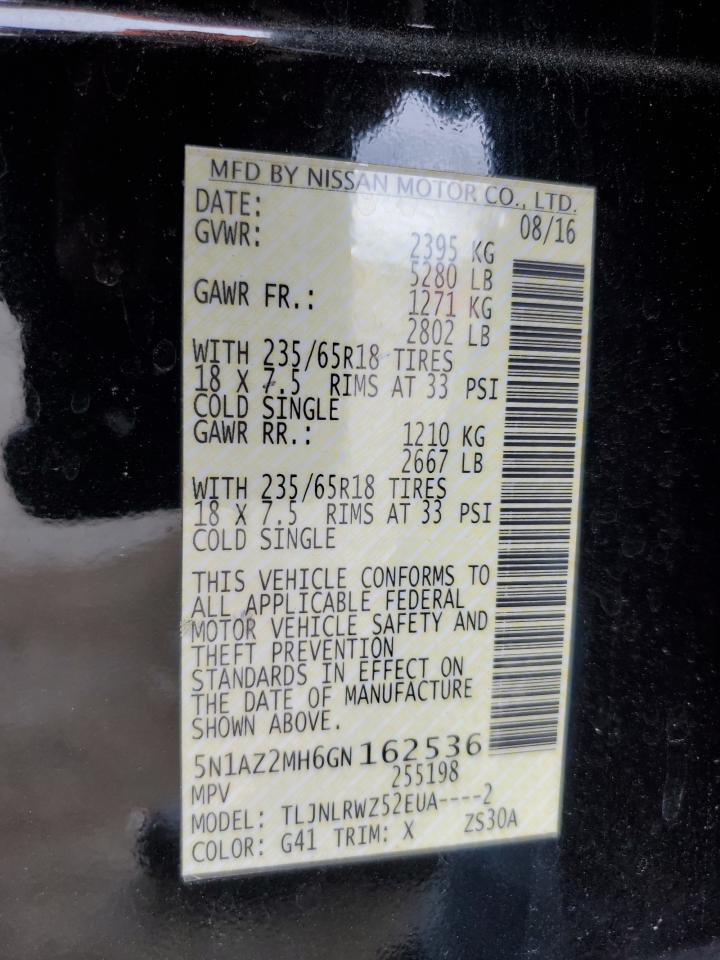 MFD BY NISSAN MOTOR CO., LTD.
DATE: 08/16
GVWR: 2395 KG
5280 LB
GAWR FR.: 1271 KG
2802 LB
WITH 235/65R18 TIRES
18 X 7.5 RIMS AT 33 PSI
COLD SINGLE
GAWR RR.: 1210 KG
2667 LB
WITH 235/65R18 TIRES
18 X 7.5 RIMS AT 33 PSI
COLD SINGLE
THIS VEHICLE CONFORMS TO
ALL APPLICABLE FEDERAL
MOTOR VEHICLE SAFETY AND
THEFT PREVENTION
STANDARDS IN EFFECT ON
THE DATE OF MANUFACTURE
SHOWN ABOVE.
5N1AZ2MH6GN162536
255198
MPV
MODEL: TLJNLRWZ52EUA----2
COLOR: G41 TRIM: X ZS30A